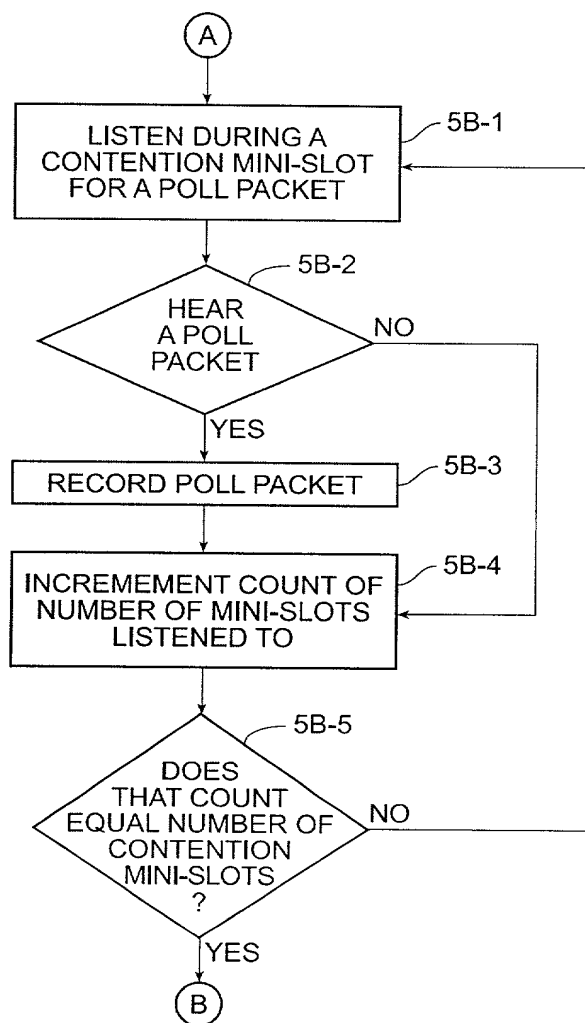 A
LISTEN DURING A
CONTENTION MINI-SLOT
FOR A POLL PACKET
5B-1
5B-2
HEAR
A POLL
PACKET
NO
YES
RECORD POLL PACKET
5B-3
INCREMEMENT COUNT OF
NUMBER OF MINI-SLOTS
LISTENED TO
5B-4
5B-5
DOES
THAT COUNT
EQUAL NUMBER OF
CONTENTION
MINI-SLOTS
?
NO
YES
B